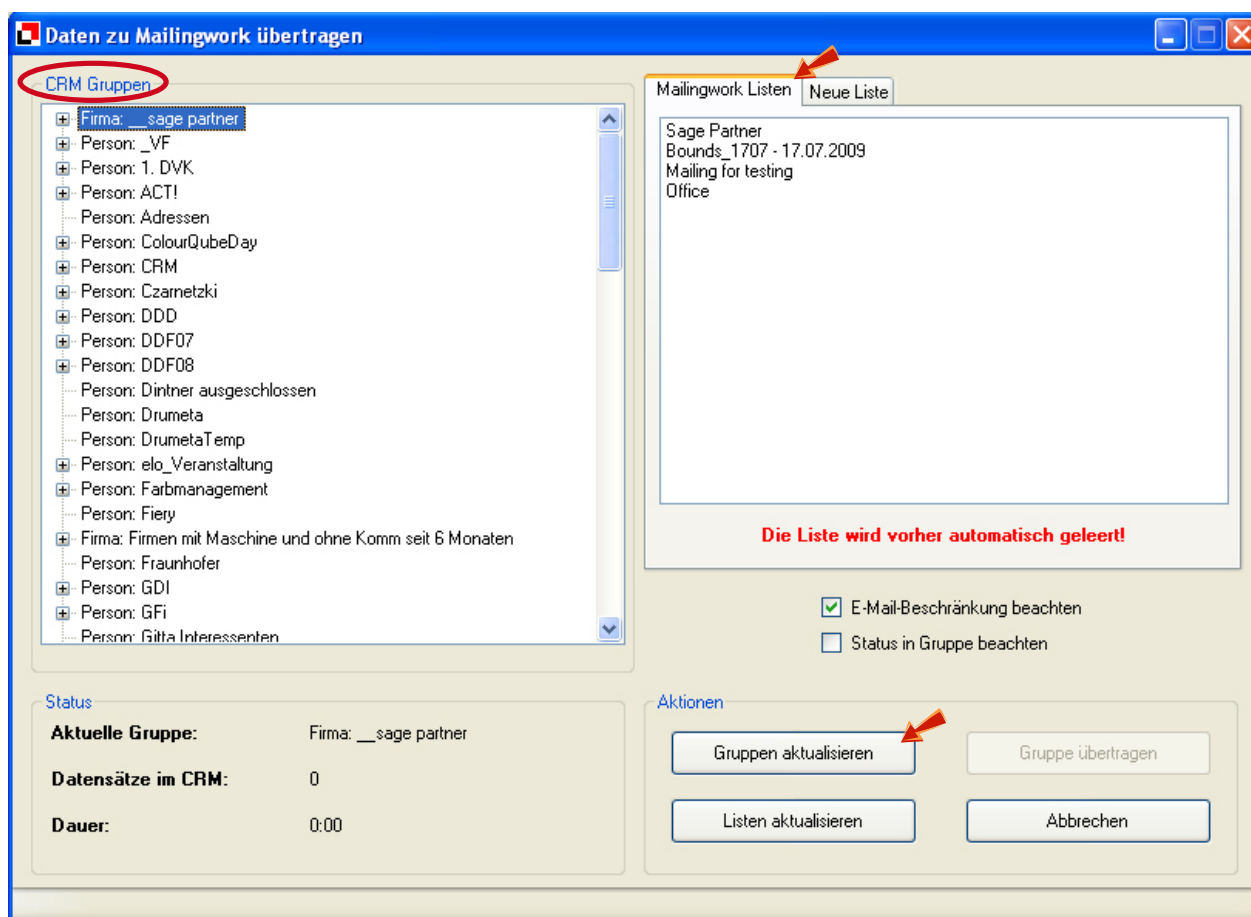 Daten zu Mailingwork übertragen
CRM Gruppen
Firma: __sage partner
Person: _VF
Person: 1. DVK
Person: ACT!
Person: Adressen
Person: ColourQubeDay
Person: CRM
Person: Czarnetzki
Person: DDD
Person: DDF07
Person: DDF08
Person: Dintner ausgeschlossen
Person: Drumeta
Person: DrumetaTemp
Person: elo_Veranstaltung
Person: Farbmanagement
Person: Fiery
Firma: Firmen mit Maschine und ohne Komm seit 6 Monaten
Person: Fraunhofer
Person: GDI
Person: GFi
Person: Gitta Interessenten
Mailingwork Listen
Neue Liste
Sage Partner
Bounds_1707 - 17.07.2009
Mailing for testing
Office
Die Liste wird vorher automatisch geleert!
E-Mail-Beschränkung beachten
Status in Gruppe beachten
Status
Aktuelle Gruppe: Firma: __sage partner
Datensätze im CRM: 0
Dauer: 0:00
Aktionen
Gruppen aktualisieren
Gruppe übertragen
Listen aktualisieren
Abbrechen